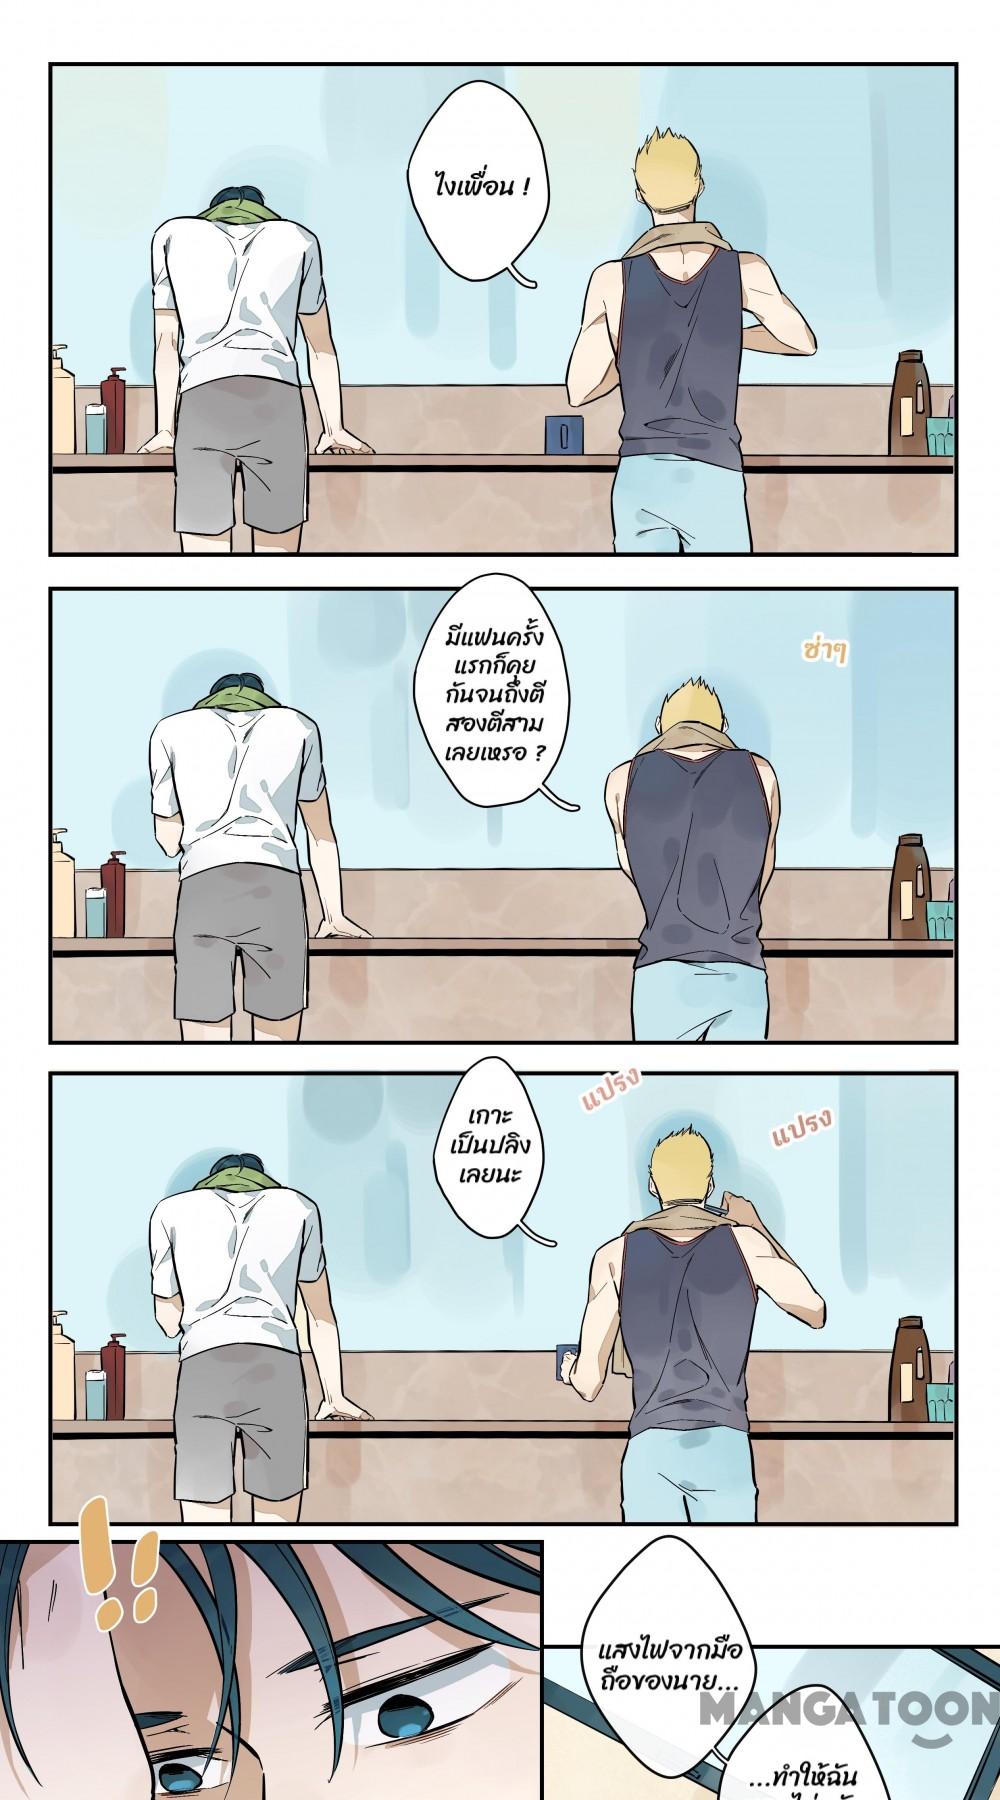 ไงเพื่อน !
มีแฟนครั้ง
แรกก็คุย
กันจนถึงตี
สองตีสาม
เลยเหรอ ?
ซ่าๆ
แปรง
แปรง
เกาะ
เป็นปลิง
เลยนะ
!!
แสงไฟจากมือ
ถือของนาย...
MANGATOON
...ทำให้ฉัน